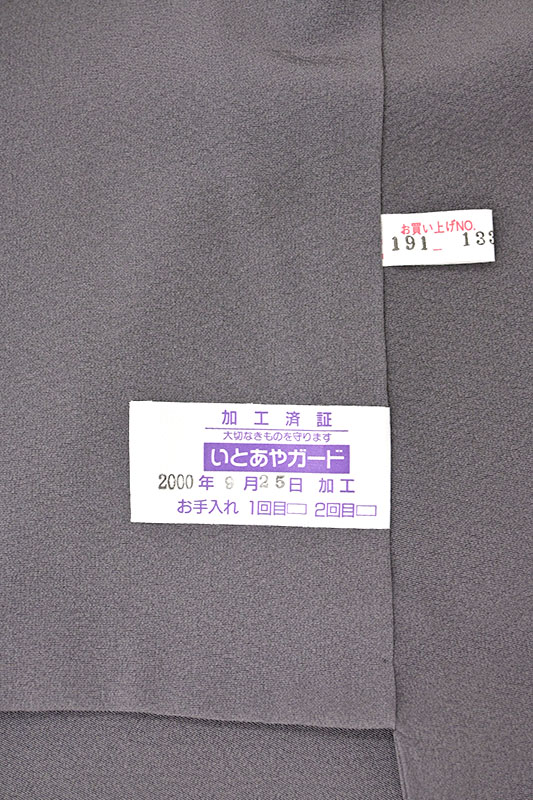 お買い上げNO.
191_ 133
加工済証
大切なきものを守ります
いとあやガード
2000年 9月25日 加工
お手入れ 1回目□ 2回目□